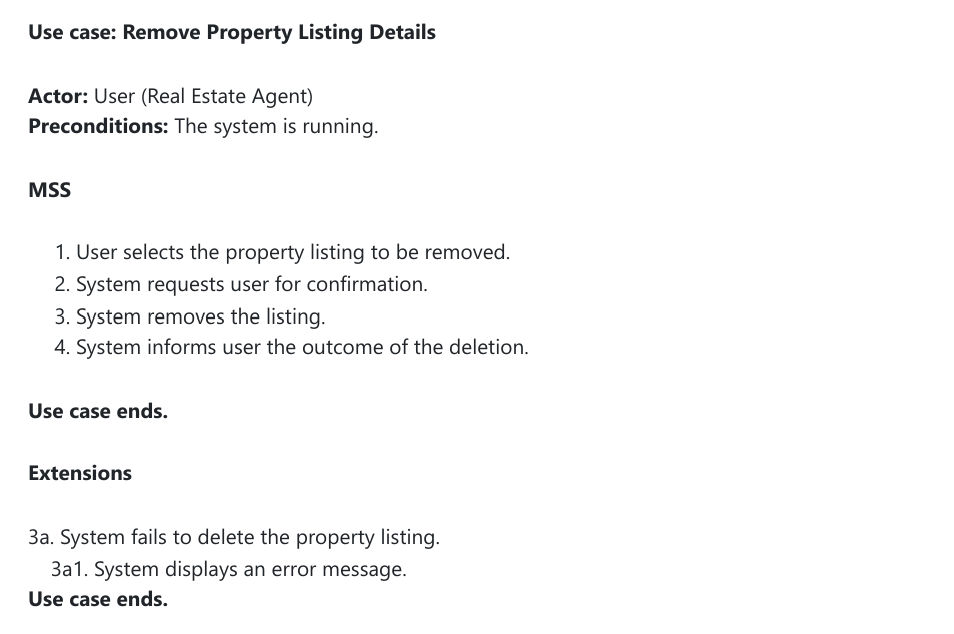 Use case: Remove Property Listing Details
Actor: User (Real Estate Agent)
Preconditions: The system is running.
MSS
1. User selects the property listing to be removed.
2. System requests user for confirmation.
3. System removes the listing.
4. System informs user the outcome of the deletion.
Use case ends.
Extensions
3a. System fails to delete the property listing.
3a1. System displays an error message.
Use case ends.